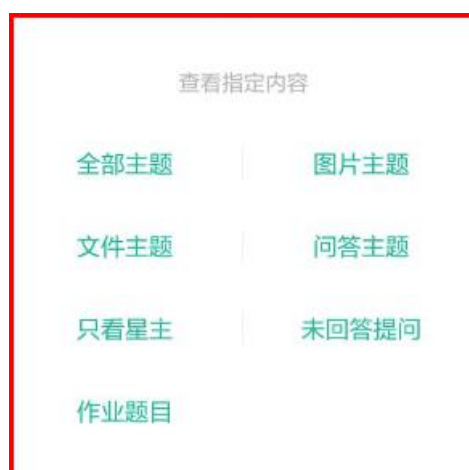 查看指定内容
全部主题 图片主题
文件主题 问答主题
只看星主 未回答提问
作业题目